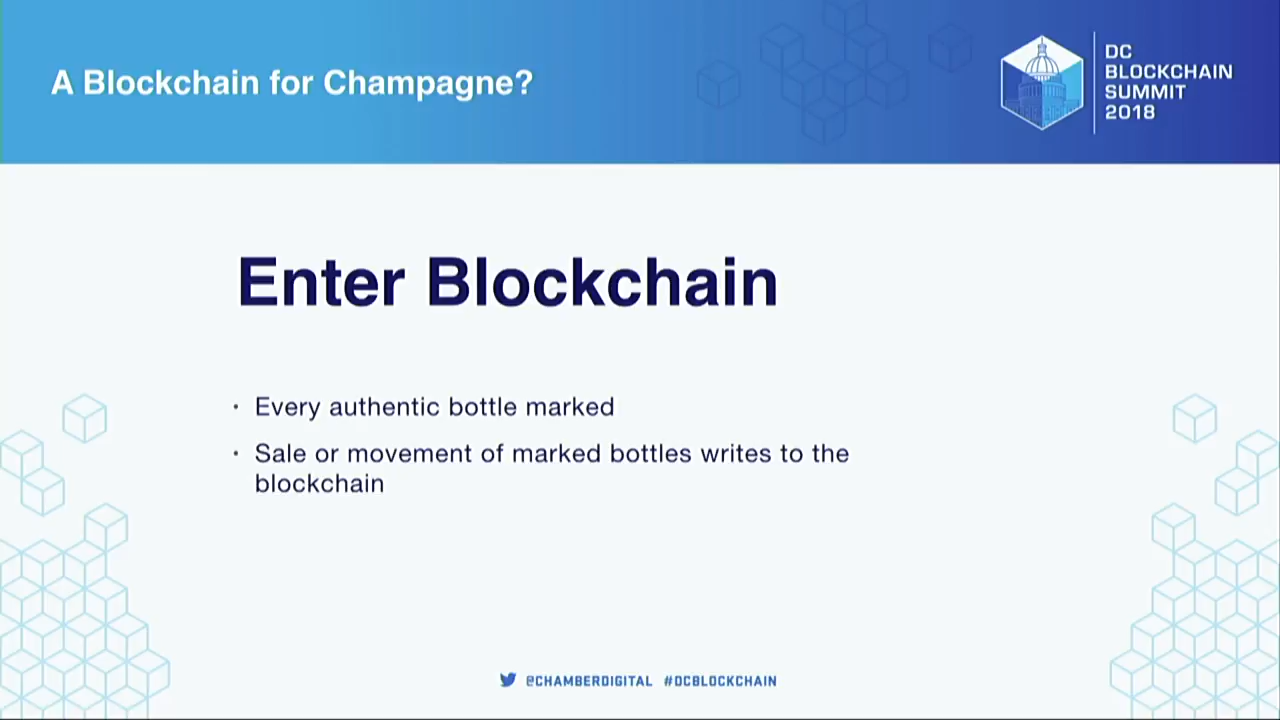 A Blockchain for Champagne?
DC
BLOCKCHAIN
SUMMIT
2018
Enter Blockchain
• Every authentic bottle marked
• Sale or movement of marked bottles writes to the
blockchain
@CHAMBERDIGITAL #DCBLOCKCHAIN